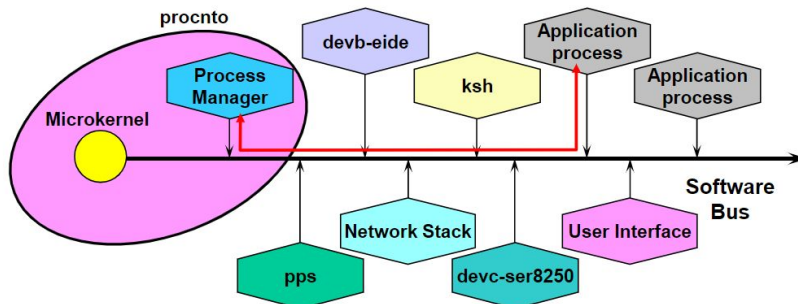 procnto
devb-eide
Application
process
Process
Manager
ksh
Application
process
Microkernel
Software
Bus
Network Stack
User Interface
pps
devc-ser8250